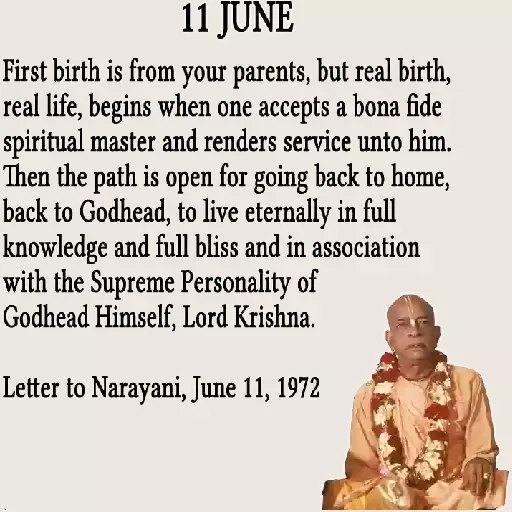 11 JUNE
First birth is from your parents, but real birth,
real life, begins when one accepts a bona fide
spiritual master and renders service unto him.
Then the path is open for going back to home,
back to Godhead, to live eternally in full
knowledge and full bliss and in association
with the Supreme Personality of
Godhead Himself, Lord Krishna.
Letter to Narayani, June 11, 1972